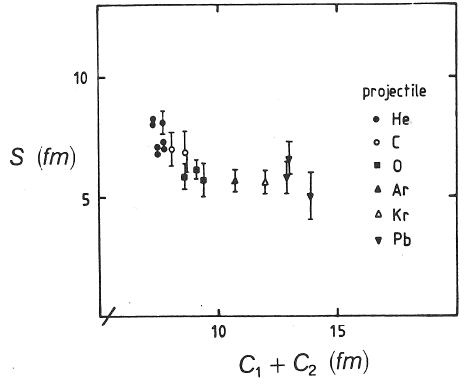 10
5
S (fm)
projectile
He
C
O
Ar
Kr
Pb
10 15
C₁ + C₂ (fm)